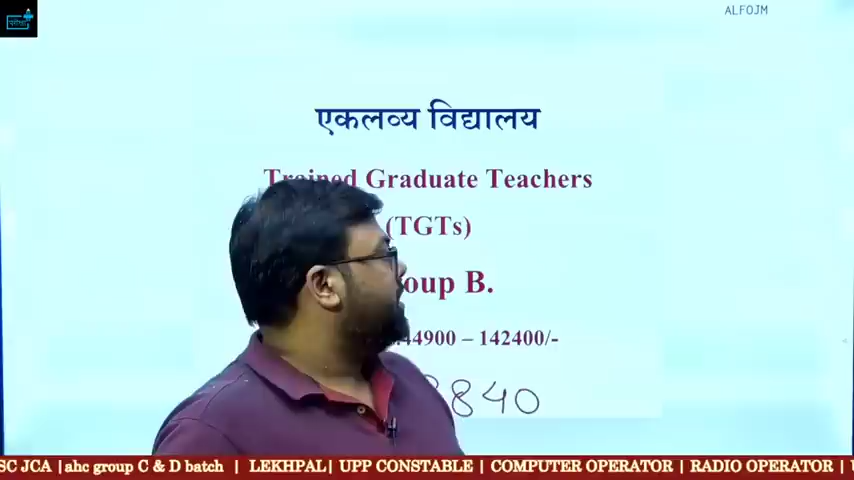 ALFOJM
एकलव्य विद्यालय
Trained Graduate Teachers
(TGTs)
B.
44900 – 142400/-
840
SC JCA |ahc group C & D batch | LEKHPAL| UPP CONSTABLE | COMPUTER OPERATOR | RADIO OPERATOR |